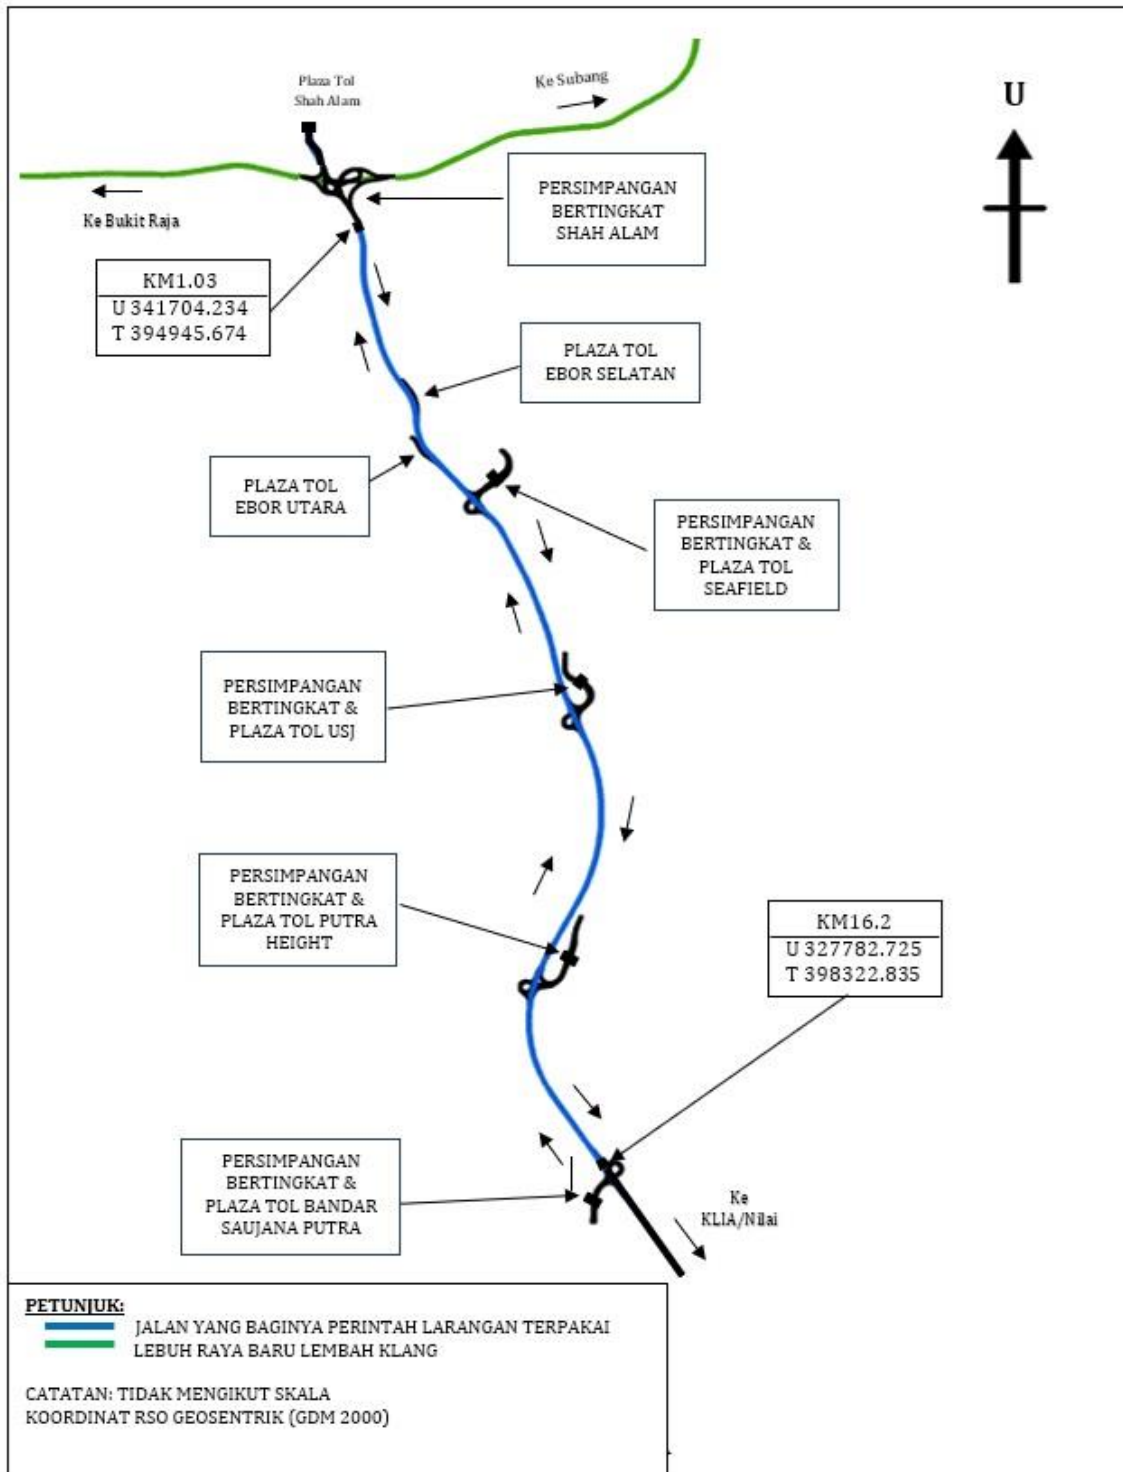 Plaza Tol
Shah Alam
Ke Subang
U
PERSIMPANGAN
BERTINGKAT
SHAH ALAM
Ke Bukit Raja
KM1.03
U 341704.234
T 394945.674
PLAZA TOL
EBOR SELATAN
PLAZA TOL
EBOR UTARA
PERSIMPANGAN
BERTINGKAT &
PLAZA TOL
SEAFIELD
PERSIMPANGAN
BERTINGKAT &
PLAZA TOL USJ
PERSIMPANGAN
BERTINGKAT &
PLAZA TOL PUTRA
HEIGHT
KM16.2
U 327782.725
T 398322.835
PERSIMPANGAN
BERTINGKAT &
PLAZA TOL BANDAR
SAUJANA PUTRA
Ke
KLIA/Nilai
PETUNJUK:
JALAN YANG BAGINYA PERINTAH LARANGAN TERPAKAI
LEBUH RAYA BARU LEMBAH KLANG
CATATAN: TIDAK MENGIKUT SKALA
KOORDINAT RSO GEOSENTRIK (GDM 2000)